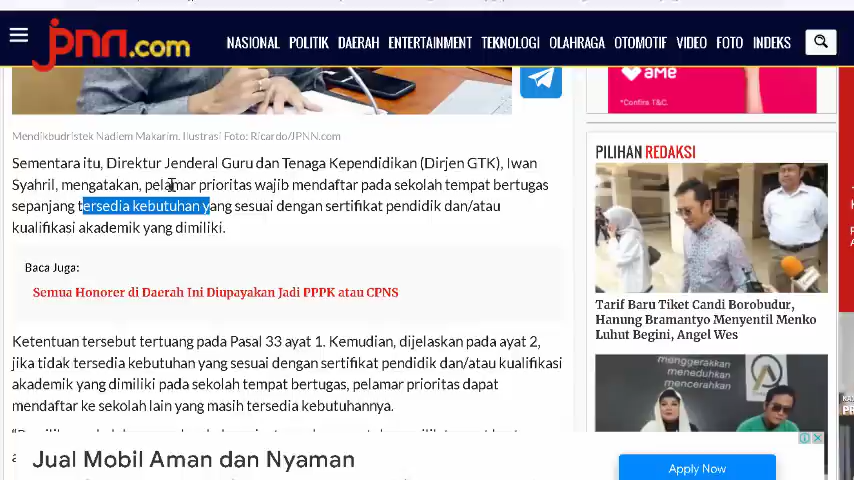 jpnn.com
NASIONAL POLITIK DAERAH ENTERTAINMENT TEKNOLOGI OLAHRAGA OTOMOTIF VIDEO FOTO INDEKS
ame
*Confirm T&C.
Mendikbudristek Nadiem Makarim. Ilustrasi Foto: Ricardo/JPNN.com
Sementara itu, Direktur Jenderal Guru dan Tenaga Kependidikan (Dirjen GTK), Iwan
Syahril, mengatakan, pelamar prioritas wajib mendaftar pada sekolah tempat bertugas
sepanjang tersedia kebutuhan yang sesuai dengan sertifikat pendidik dan/atau
kualifikasi akademik yang dimiliki.
Baca Juga:
Semua Honorer di Daerah Ini Diupayakan Jadi PPPK atau CPNS
Ketentuan tersebut tertuang pada Pasal 33 ayat 1. Kemudian, dijelaskan pada ayat 2,
jika tidak tersedia kebutuhan yang sesuai dengan sertifikat pendidik dan/atau kualifikasi
akademik yang dimiliki pada sekolah tempat bertugas, pelamar prioritas dapat
mendaftar ke sekolah lain yang masih tersedia kebutuhannya.
PILIHAN REDAKSI
Tarif Baru Tiket Candi Borobudur,
Hanung Bramantyo Menyentil Menko
Luhut Begini, Angel Wes
menggerakkan
meneduhkan
mencerahkan
Jual Mobil Aman dan Nyaman
Apply Now